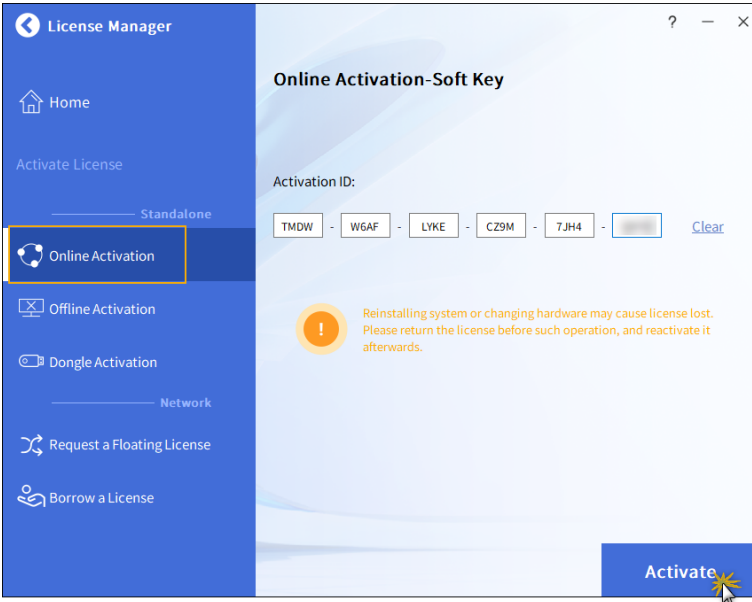 License Manager
?
Home
Activate License
Standalone
Online Activation
Offline Activation
Dongle Activation
Network
Request a Floating License
Borrow a License
Online Activation-Soft Key
Activation ID:
TMDW - W6AF - LYKE - CZ9M - 7JH4 -
Clear
!
Reinstalling system or changing hardware may cause license lost.
Please return the license before such operation, and reactivate it
afterwards.
Activate